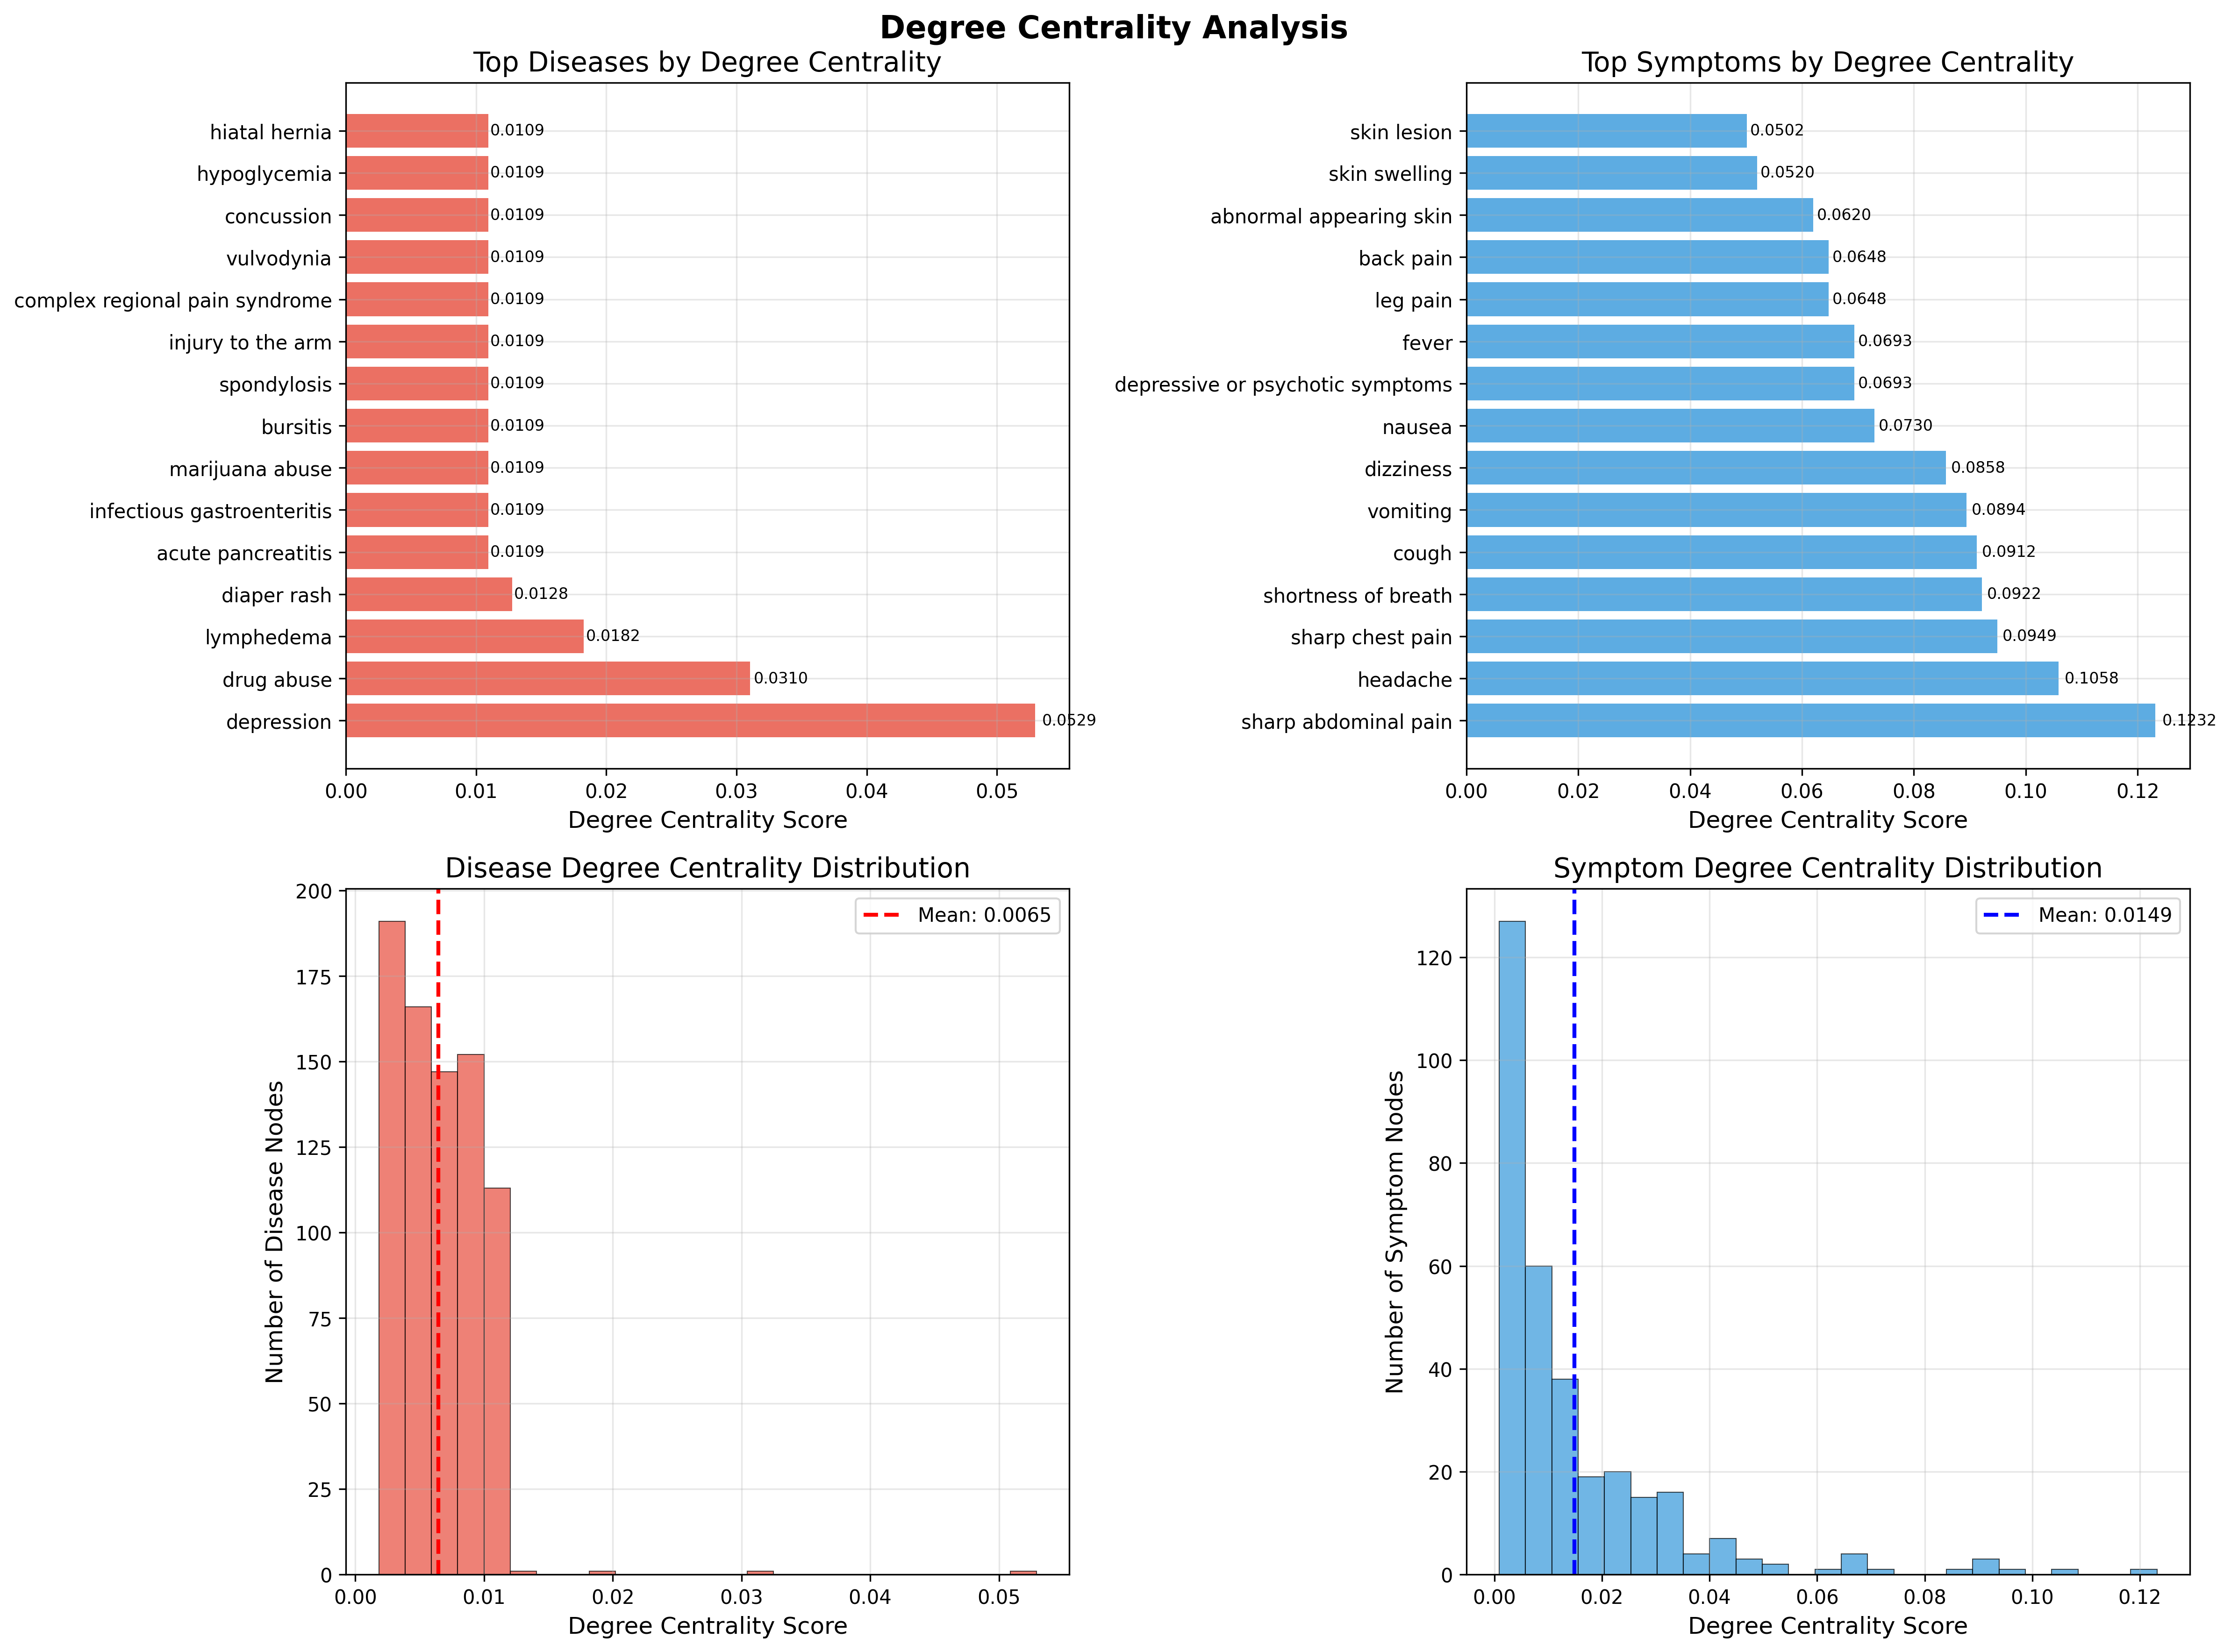 Degree Centrality Analysis
Top Diseases by Degree Centrality
hiatal hernia 0.0109
hypoglycemia 0.0109
concussion 0.0109
vulvodynia 0.0109
complex regional pain syndrome 0.0109
injury to the arm 0.0109
spondylosis 0.0109
bursitis 0.0109
marijuana abuse 0.0109
infectious gastroenteritis 0.0109
acute pancreatitis 0.0109
diaper rash 0.0128
lymphedema 0.0182
drug abuse 0.0310
depression 0.0529
0.00 0.01 0.02 0.03 0.04 0.05
Degree Centrality Score
Top Symptoms by Degree Centrality
skin lesion 0.0502
skin swelling 0.0520
abnormal appearing skin 0.0620
back pain 0.0648
leg pain 0.0648
fever 0.0693
depressive or psychotic symptoms 0.0693
nausea 0.0730
dizziness 0.0858
vomiting 0.0894
cough 0.0912
shortness of breath 0.0922
sharp chest pain 0.0949
headache 0.1058
sharp abdominal pain 0.1232
0.00 0.02 0.04 0.06 0.08 0.10 0.12
Degree Centrality Score
Disease Degree Centrality Distribution
Mean: 0.0065
Number of Disease Nodes
200
175
150
125
100
75
50
25
0
0.00 0.01 0.02 0.03 0.04 0.05
Degree Centrality Score
Symptom Degree Centrality Distribution
Mean: 0.0149
Number of Symptom Nodes
120
100
80
60
40
20
0
0.00 0.02 0.04 0.06 0.08 0.10 0.12
Degree Centrality Score